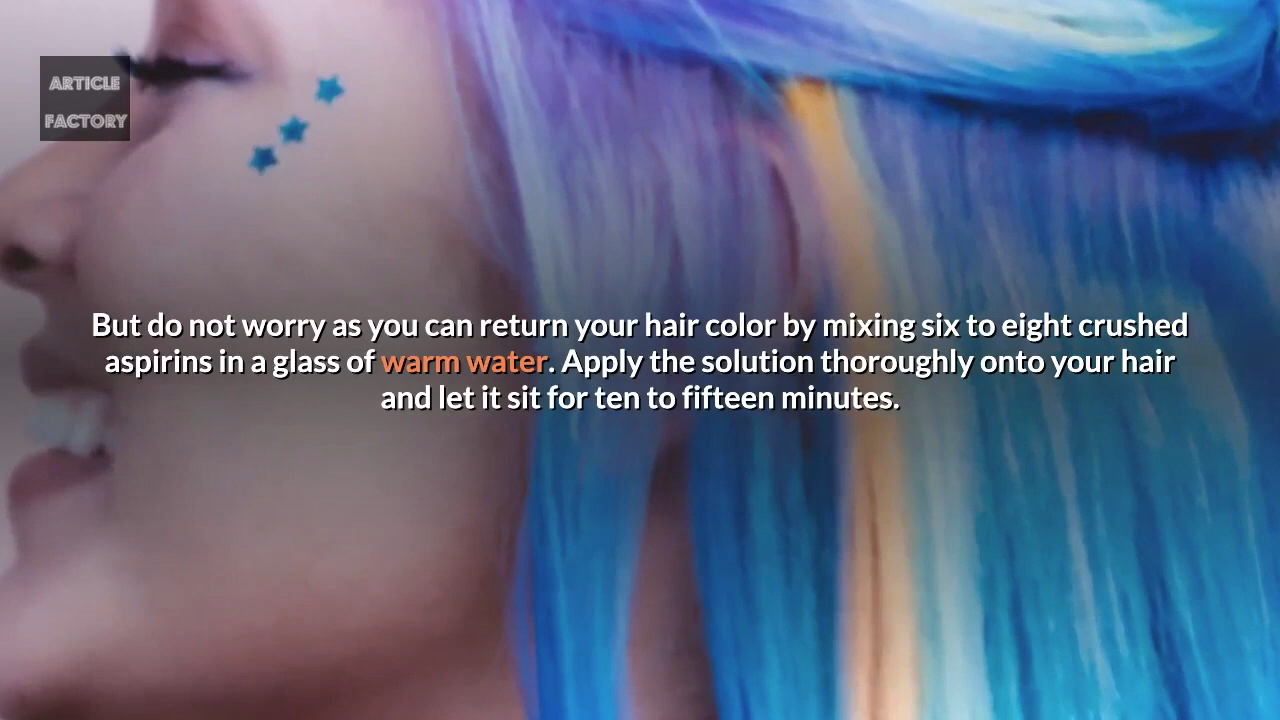 ARTICLE
FACTORY
But do not worry as you can return your hair color by mixing six to eight crushed
aspirins in a glass of warm water. Apply the solution thoroughly onto your hair
and let it sit for ten to fifteen minutes.